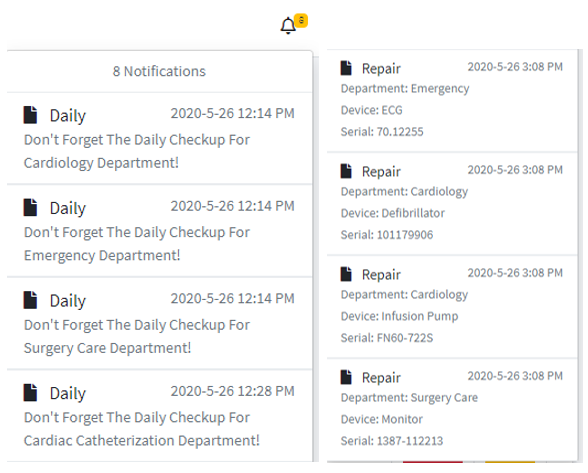 8
8 Notifications
Daily 2020-5-26 12:14 PM
Don't Forget The Daily Checkup For
Cardiology Department!
Daily 2020-5-26 12:14 PM
Don't Forget The Daily Checkup For
Emergency Department!
Daily 2020-5-26 12:14 PM
Don't Forget The Daily Checkup For
Surgery Care Department!
Daily 2020-5-26 12:28 PM
Don't Forget The Daily Checkup For
Cardiac Catheterization Department!
Repair 2020-5-26 3:08 PM
Department: Emergency
Device: ECG
Serial: 70.12255
Repair 2020-5-26 3:08 PM
Department: Cardiology
Device: Defibrillator
Serial: 101179906
Repair 2020-5-26 3:08 PM
Department: Cardiology
Device: Infusion Pump
Serial: FN60-722S
Repair 2020-5-26 3:08 PM
Department: Surgery Care
Device: Monitor
Serial: 1387-112213